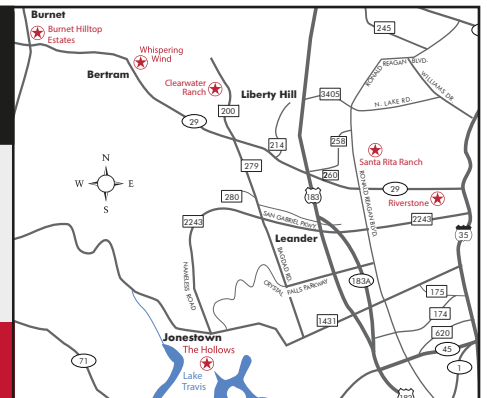 Burnet
Burnet Hilltop
Estates
Whispering
Wind
Bertram
Clearwater
Ranch
Liberty Hill
245
RONALD REAGAN BLVD.
WILLIAMS DR.
3405
N. LAKE RD.
200
29
214
258
Santa Rita Ranch
279
260
N
W
E
S
280
183
29
Riverstone
2243
SAN GABRIEL PKWY
2243
RONALD REAGAN BLVD.
35
Leander
BAGDAD RD.
NAMELESS ROAD
CRYSTAL FALLS PARKWAY
183A
175
174
1431
620
Jonestown
The Hollows
45
71
Lake
Travis
1
183